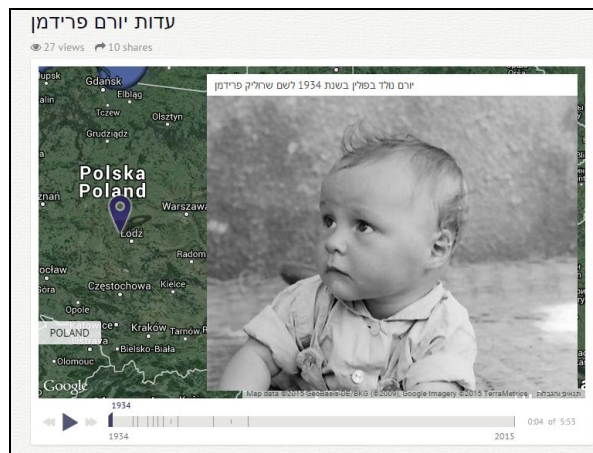 עדות יורם פרידמן
27 views 10 shares
יורם נולד בפולין בשנת 1934 לשם שרוליק פרידמן
Gdańsk
Elbląg
Tczew
Olsztyn
Grudziądz
Polska
Poland
Warszawa
Łódź
Radom
Częstochowa
Kielce
Opole
POLAND
Kraków
Tarnów
Bielsko-Biała
Olomouc
Google
Map data ©2015 GeoBasis-DE/BKG (©2009), Google Imagery ©2015 TerraMetrics
תנאים והגבלות
1934
0:04 of 5:53
1934 2015